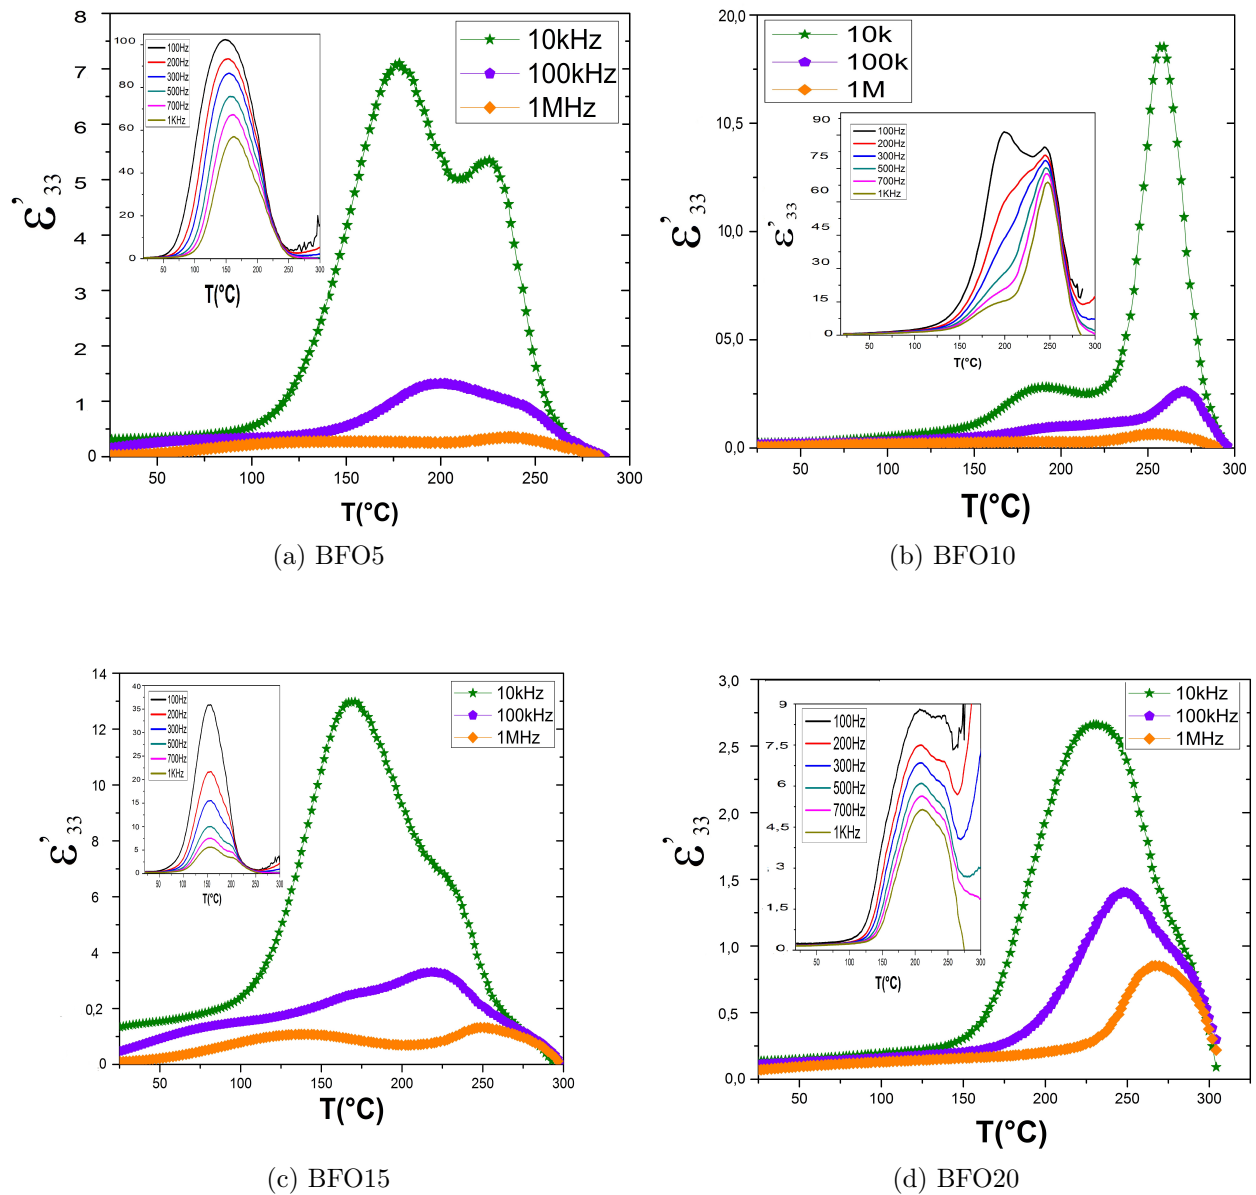 8
7
6
5
4
3
2
1
0
50
100
150
200
250
300
ε’33
T(°C)
10kHz
100kHz
1MHz
100
80
60
40
20
0
50
100
150
200
250
300
T(°C)
100Hz
200Hz
300Hz
500Hz
700Hz
1KHz
(a) BFO5
20,0
15,0
10,5
10,0
05,0
0,0
50
100
150
200
250
300
ε’33
T(°C)
10k
100k
1M
90
75
60
45
30
15
0
50
100
150
200
250
300
ε’33
T(°C)
100Hz
200Hz
300Hz
500Hz
700Hz
1KHz
(b) BFO10
14
12
10
8
6
4
0,2
0
50
100
150
200
250
300
ε’33
T(°C)
10kHz
100kHz
1MHz
40
35
30
25
20
15
10
5
0
50
100
150
200
250
300
T(°C)
100Hz
200Hz
300Hz
500Hz
700Hz
1KHz
(c) BFO15
3,0
2,5
2,0
1,5
1,0
0,5
0,0
50
100
150
200
250
300
ε’33
T(°C)
10kHz
100kHz
1MHz
9
7.5
6
4,5
3
1.5
0
50
100
150
200
250
300
T(°C)
100Hz
200Hz
300Hz
500Hz
700Hz
1KHz
(d) BFO20